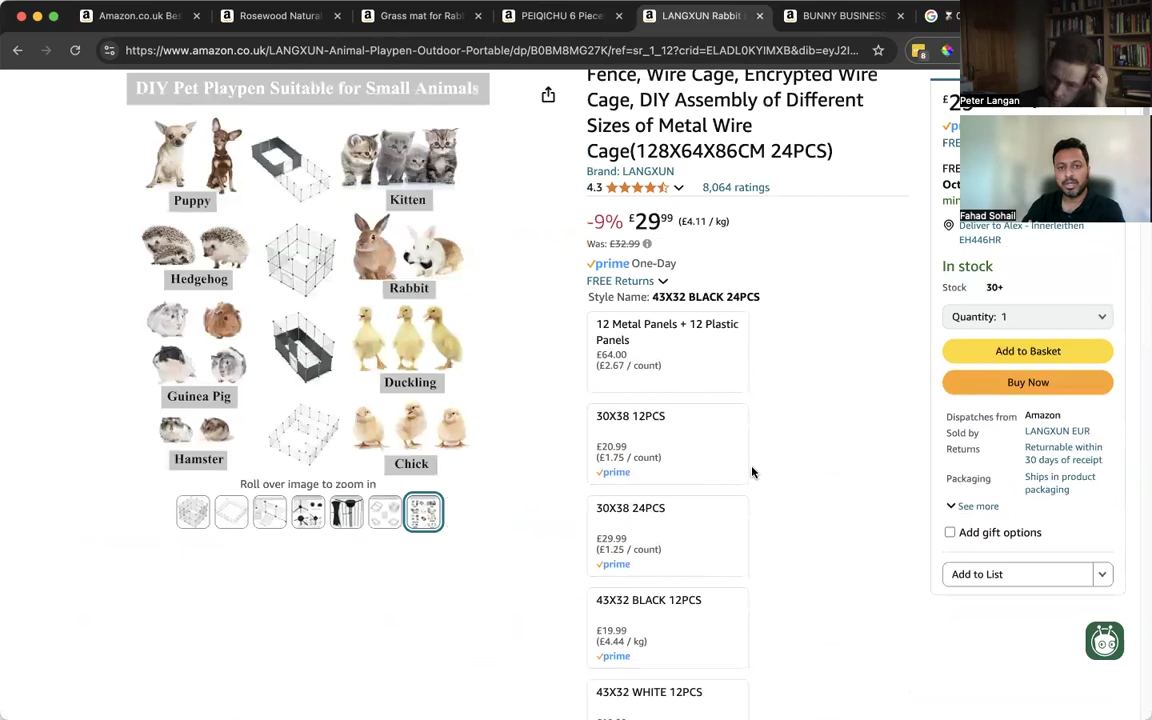 Amazon.co.uk Bes
Rosewood Natura
Grass mat for Rab
PEIQICHU 6 Piece
LANGXUN Rabbit
BUNNY BUSINESS
https://www.amazon.co.uk/LANGXUN-Animal-Playpen-Outdoor-Portable/dp/B0BM8MG27K/ref=sr_1_12?crid=ELADL0KYIMXB&dib=eyJ2I...
8
Peter Langan
Fahad Sohail
DIY Pet Playpen Suitable for Small Animals
Puppy
Kitten
Hedgehog
Rabbit
Guinea Pig
Duckling
Hamster
Chick
Roll over image to zoom in
Fence, Wire Cage, Encrypted Wire
Cage, DIY Assembly of Different
Sizes of Metal Wire
Cage(128X64X86CM 24PCS)
Brand: LANGXUN
4.3 8,064 ratings
-9% £29⁹⁹ (£4.11 / kg)
Was: £32.99
prime One-Day
FREE Returns
Style Name: 43X32 BLACK 24PCS
12 Metal Panels + 12 Plastic
Panels
£64.00
(£2.67 / count)
30X38 12PCS
£20.99
(£1.75 / count)
prime
30X38 24PCS
£29.99
(£1.25 / count)
prime
43X32 BLACK 12PCS
£19.99
(£4.44 / kg)
prime
43X32 WHITE 12PCS
Deliver to Alex - Innerleithen
EH446HR
In stock
Stock 30+
Quantity: 1
Add to Basket
Buy Now
Dispatches from Amazon
Sold by LANGXUN EUR
Returns Returnable within
30 days of receipt
Packaging Ships in product
packaging
See more
Add gift options
Add to List